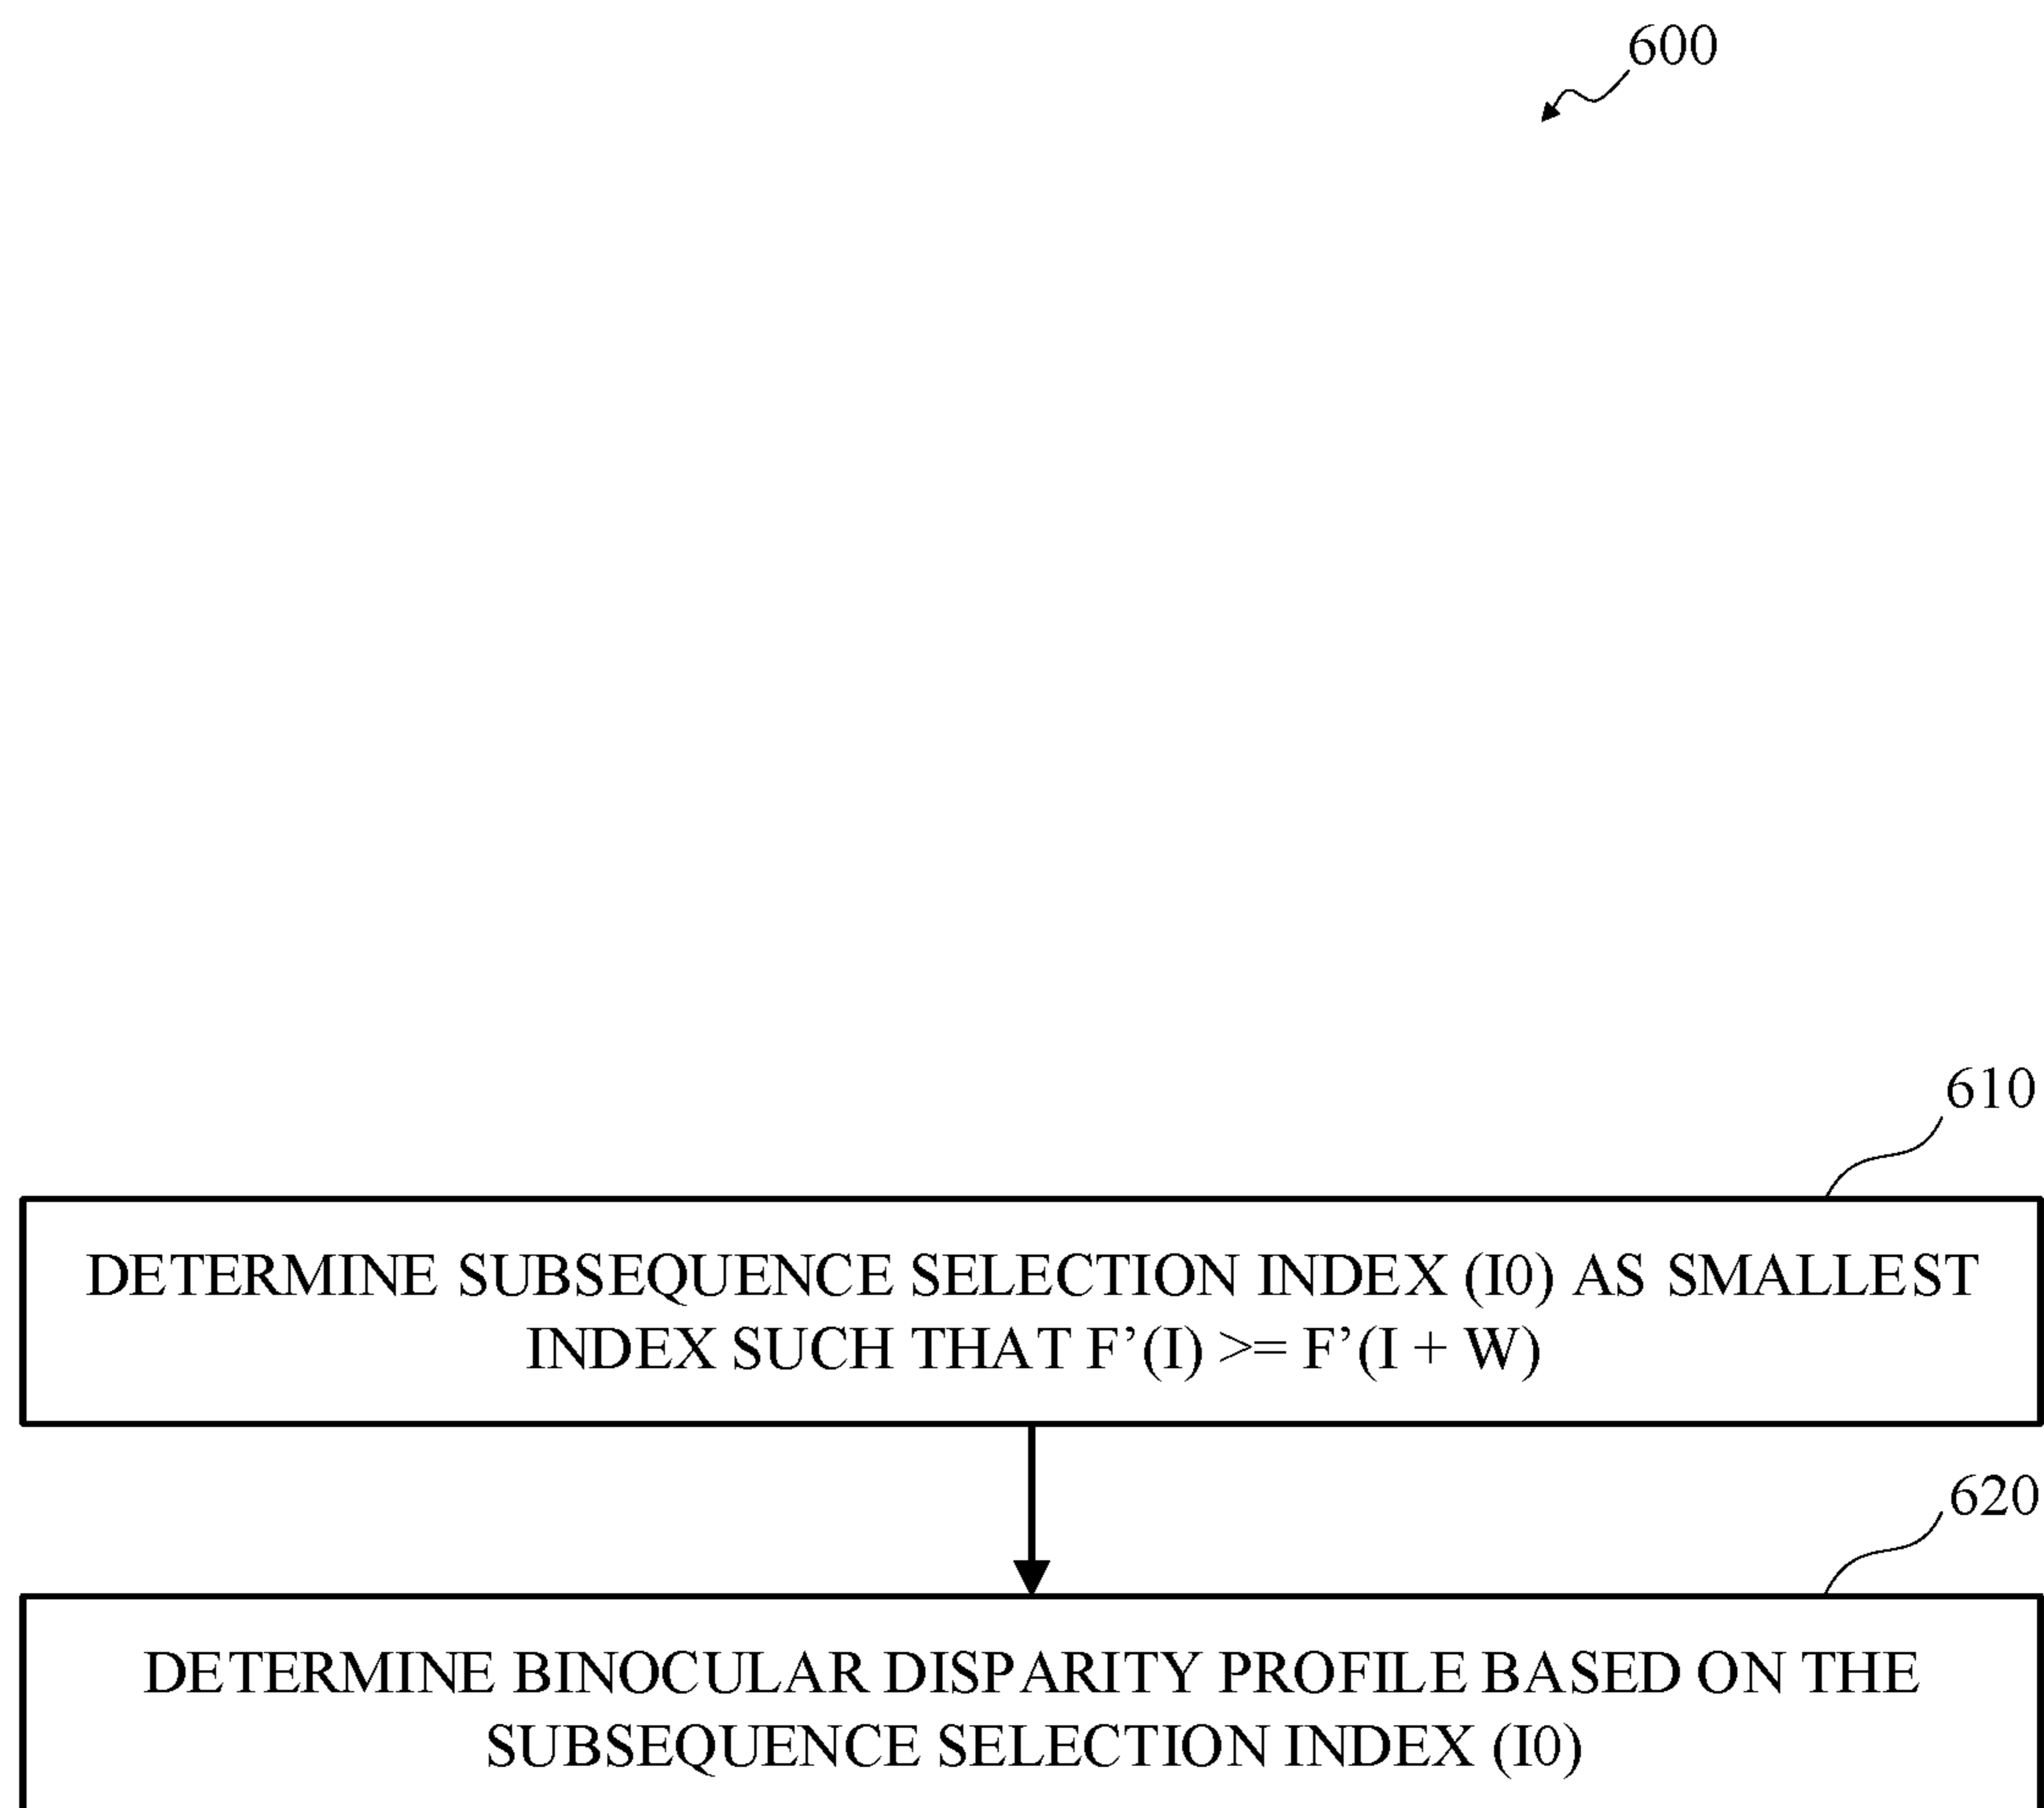 600
610
DETERMINE SUBSEQUENCE SELECTION INDEX (I0) AS SMALLEST
INDEX SUCH THAT F’(I) >= F’(I + W)
620
DETERMINE BINOCULAR DISPARITY PROFILE BASED ON THE
SUBSEQUENCE SELECTION INDEX (I0)